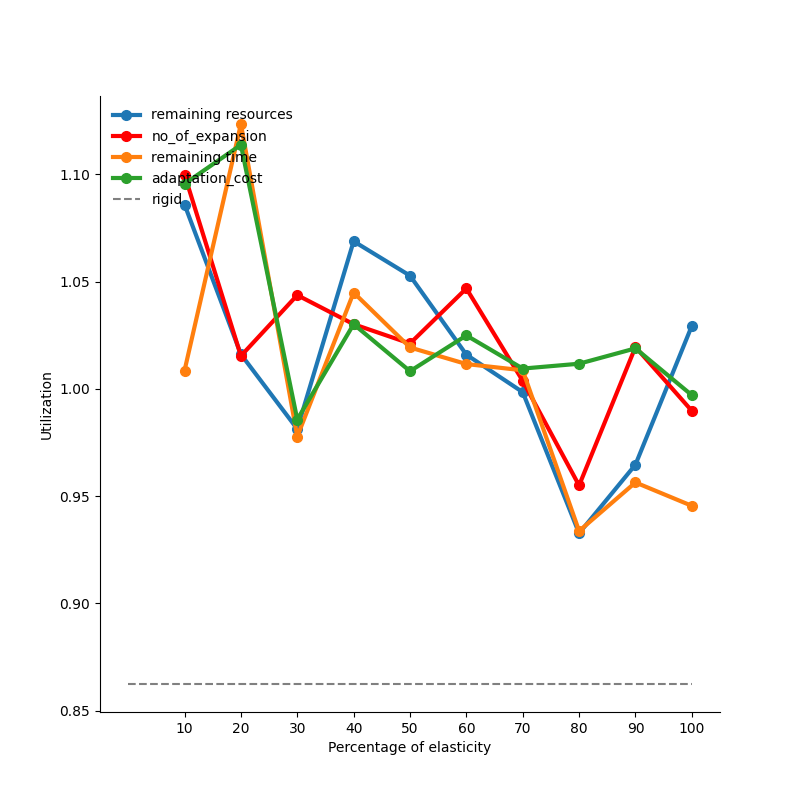 remaining resources
no_of_expansion
remaining time
adaptation_cost
rigid
1.10
1.05
1.00
0.95
0.90
0.85
Utilization
10 20 30 40 50 60 70 80 90 100
Percentage of elasticity